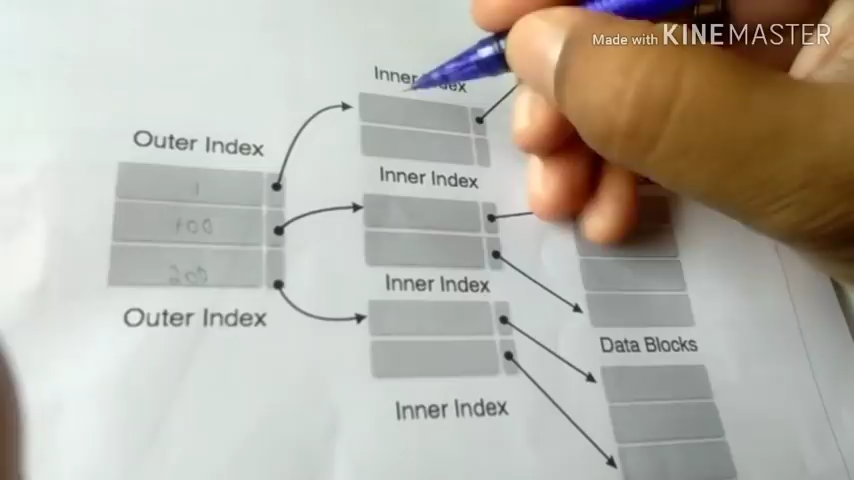 Made with KINEMASTER
Inner Index
Outer Index
1
100
200
Outer Index
Inner Index
Inner Index
Inner Index
Data Blocks